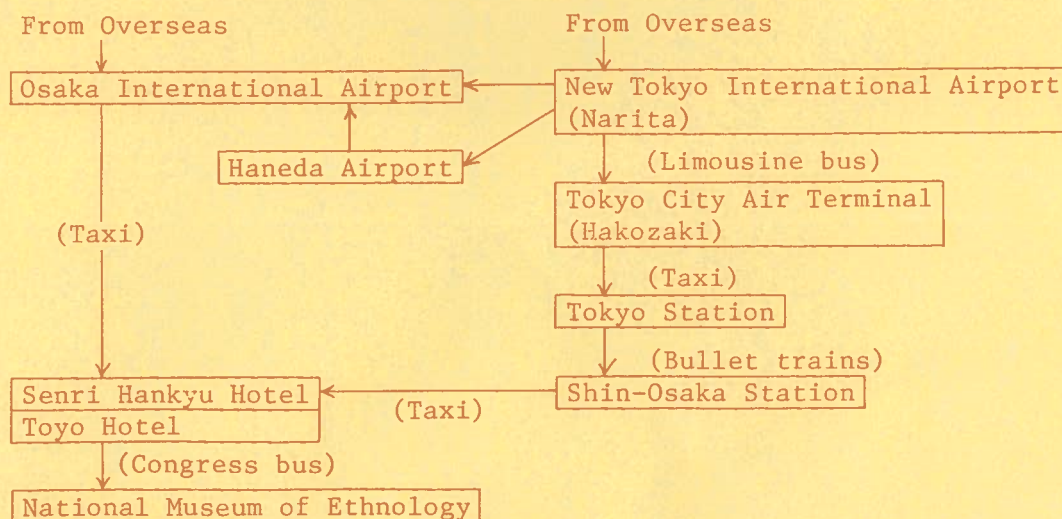 From Overseas
From Overseas
Osaka International Airport
New Tokyo International Airport
(Narita)
Haneda Airport
(Limousine bus)
Tokyo City Air Terminal
(Hakozaki)
(Taxi)
(Taxi)
Tokyo Station
(Bullet trains)
Senri Hankyu Hotel
Shin-Osaka Station
(Taxi)
Toyo Hotel
(Congress bus)
National Museum of Ethnology